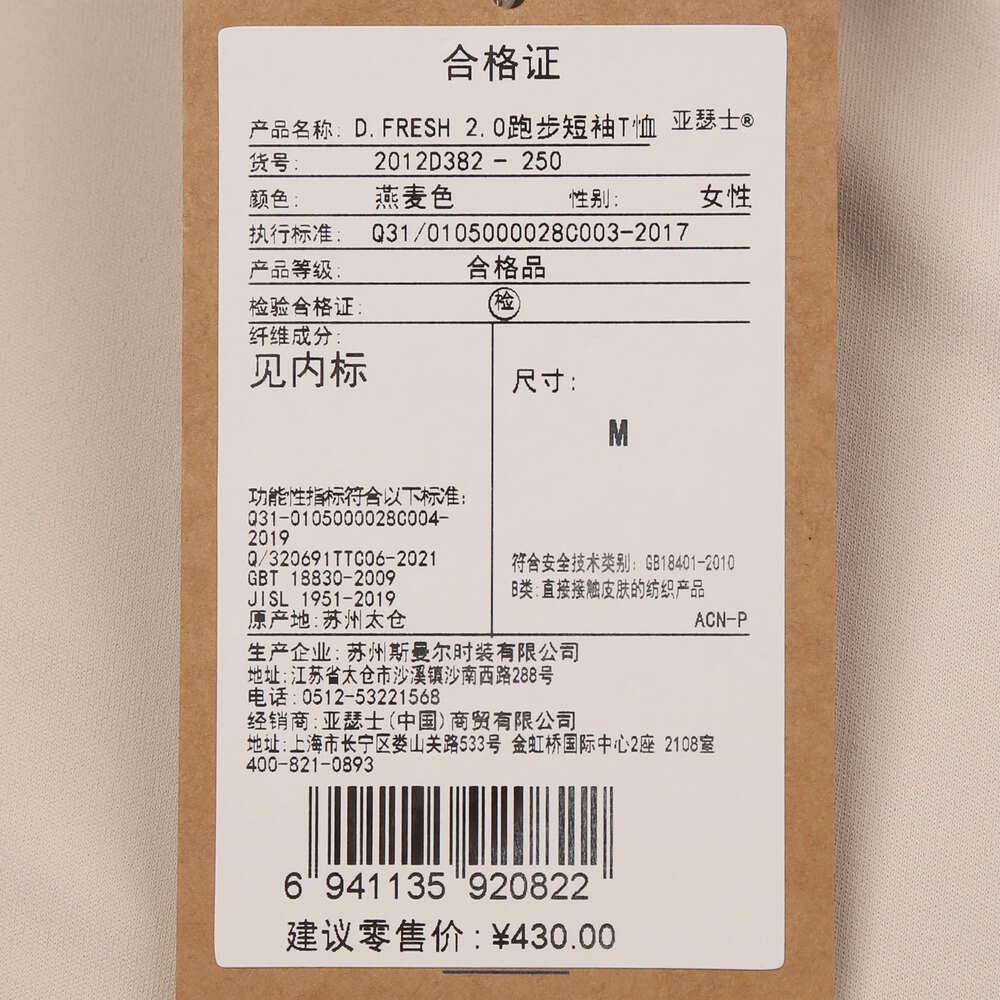 合格证
产品名称: D.FRESH 2.0跑步短袖T恤 亚瑟士®
货号: 2012D382 - 250
颜色: 燕麦色 性别: 女性
执行标准: Q31/0105000028C003-2017
产品等级: 合格品
检验合格证: 检
纤维成分:
见内标
尺寸:
M
功能性指标符合以下标准:
Q31-0105000028C004-
2019
Q/320691TTC06-2021
GBT 18830-2009
JISL 1951-2019
原产地:苏州太仓
符合安全技术类别: GB18401-2010
B类:直接接触皮肤的纺织产品
ACN-P
生产企业: 苏州斯曼尔时装有限公司
地址:江苏省太仓市沙溪镇沙南西路288号
电话:0512-53221568
经销商:亚瑟士(中国)商贸有限公司
地址:上海市长宁区娄山关路533号 金虹桥国际中心2座 2108室
400-821-0893
6 941135 920822
建议零售价:¥430.00